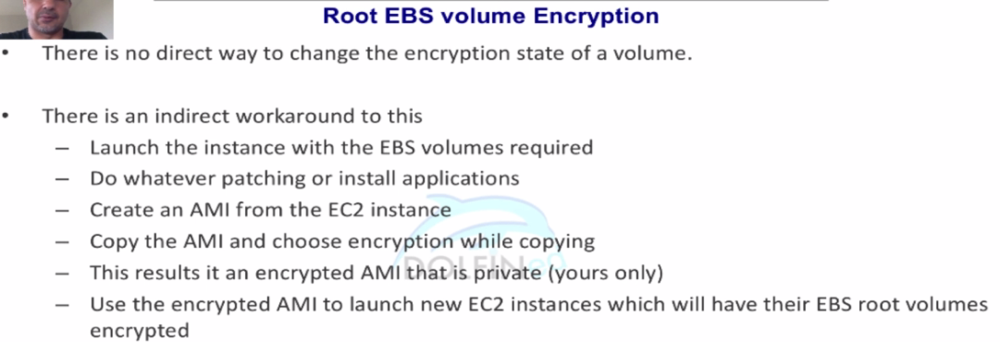 Root EBS volume Encryption
• There is no direct way to change the encryption state of a volume.
• There is an indirect workaround to this
– Launch the instance with the EBS volumes required
– Do whatever patching or install applications
– Create an AMI from the EC2 instance
– Copy the AMI and choose encryption while copying
– This results it an encrypted AMI that is private (yours only)
– Use the encrypted AMI to launch new EC2 instances which will have their EBS root volumes
encrypted
DOLFINED